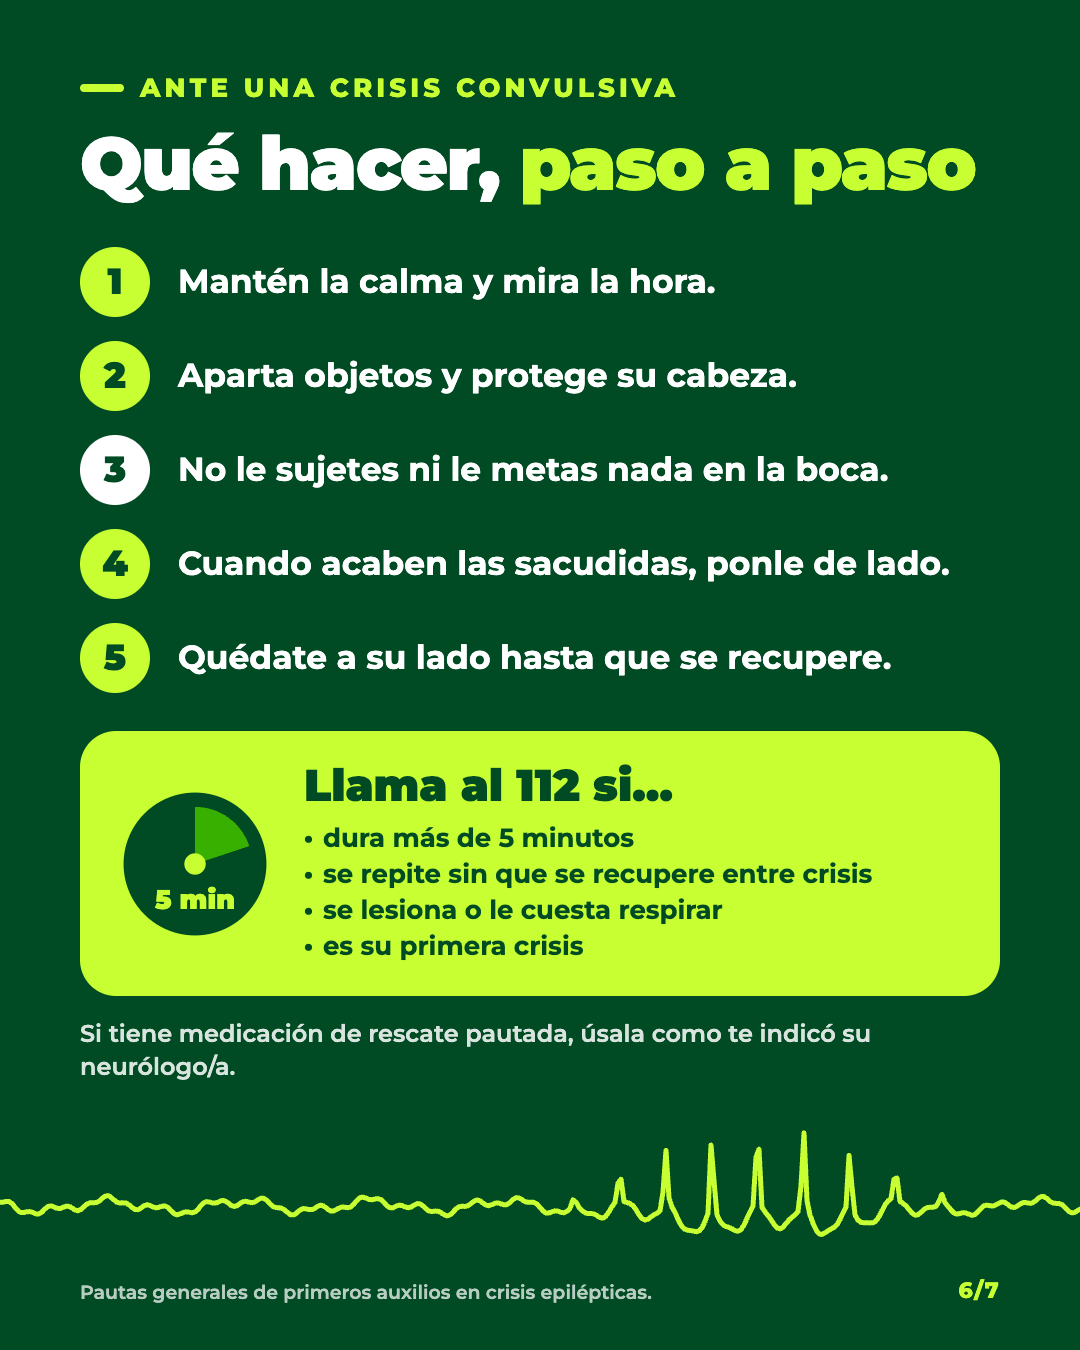 ANTE UNA CRISIS CONVULSIVA
Qué hacer, paso a paso
1 Mantén la calma y mira la hora.
2 Aparta objetos y protege su cabeza.
3 No le sujetes ni le metas nada en la boca.
4 Cuando acaben las sacudidas, ponle de lado.
5 Quédate a su lado hasta que se recupere.
Llama al 112 si...
• dura más de 5 minutos
• se repite sin que se recupere entre crisis
• se lesiona o le cuesta respirar
• es su primera crisis
5 min
Si tiene medicación de rescate pautada, úsala como te indicó su
neurólogo/a.
Pautas generales de primeros auxilios en crisis epilépticas.
6/7